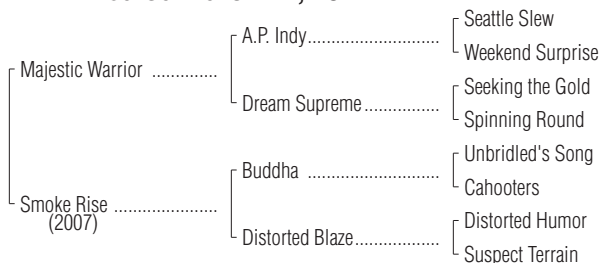 Seattle Slew
A.P. Indy
Weekend Surprise
Majestic Warrior
Seeking the Gold
Dream Supreme
Spinning Round
Unbridled's Song
Buddha
Cahooters
Smoke Rise
(2007)
Distorted Humor
Distorted Blaze
Suspect Terrain